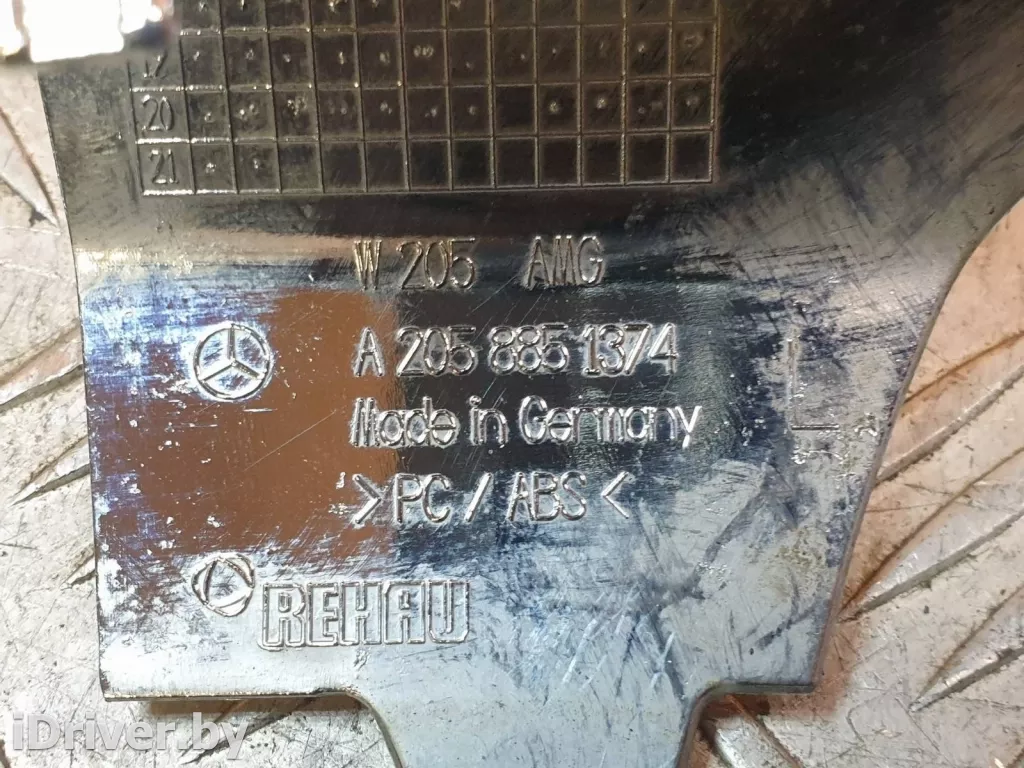 20
21
W 205 AMG
A 205 885 1374
Made in Germany
>PC / ABS<
REHAU
iDriver.by